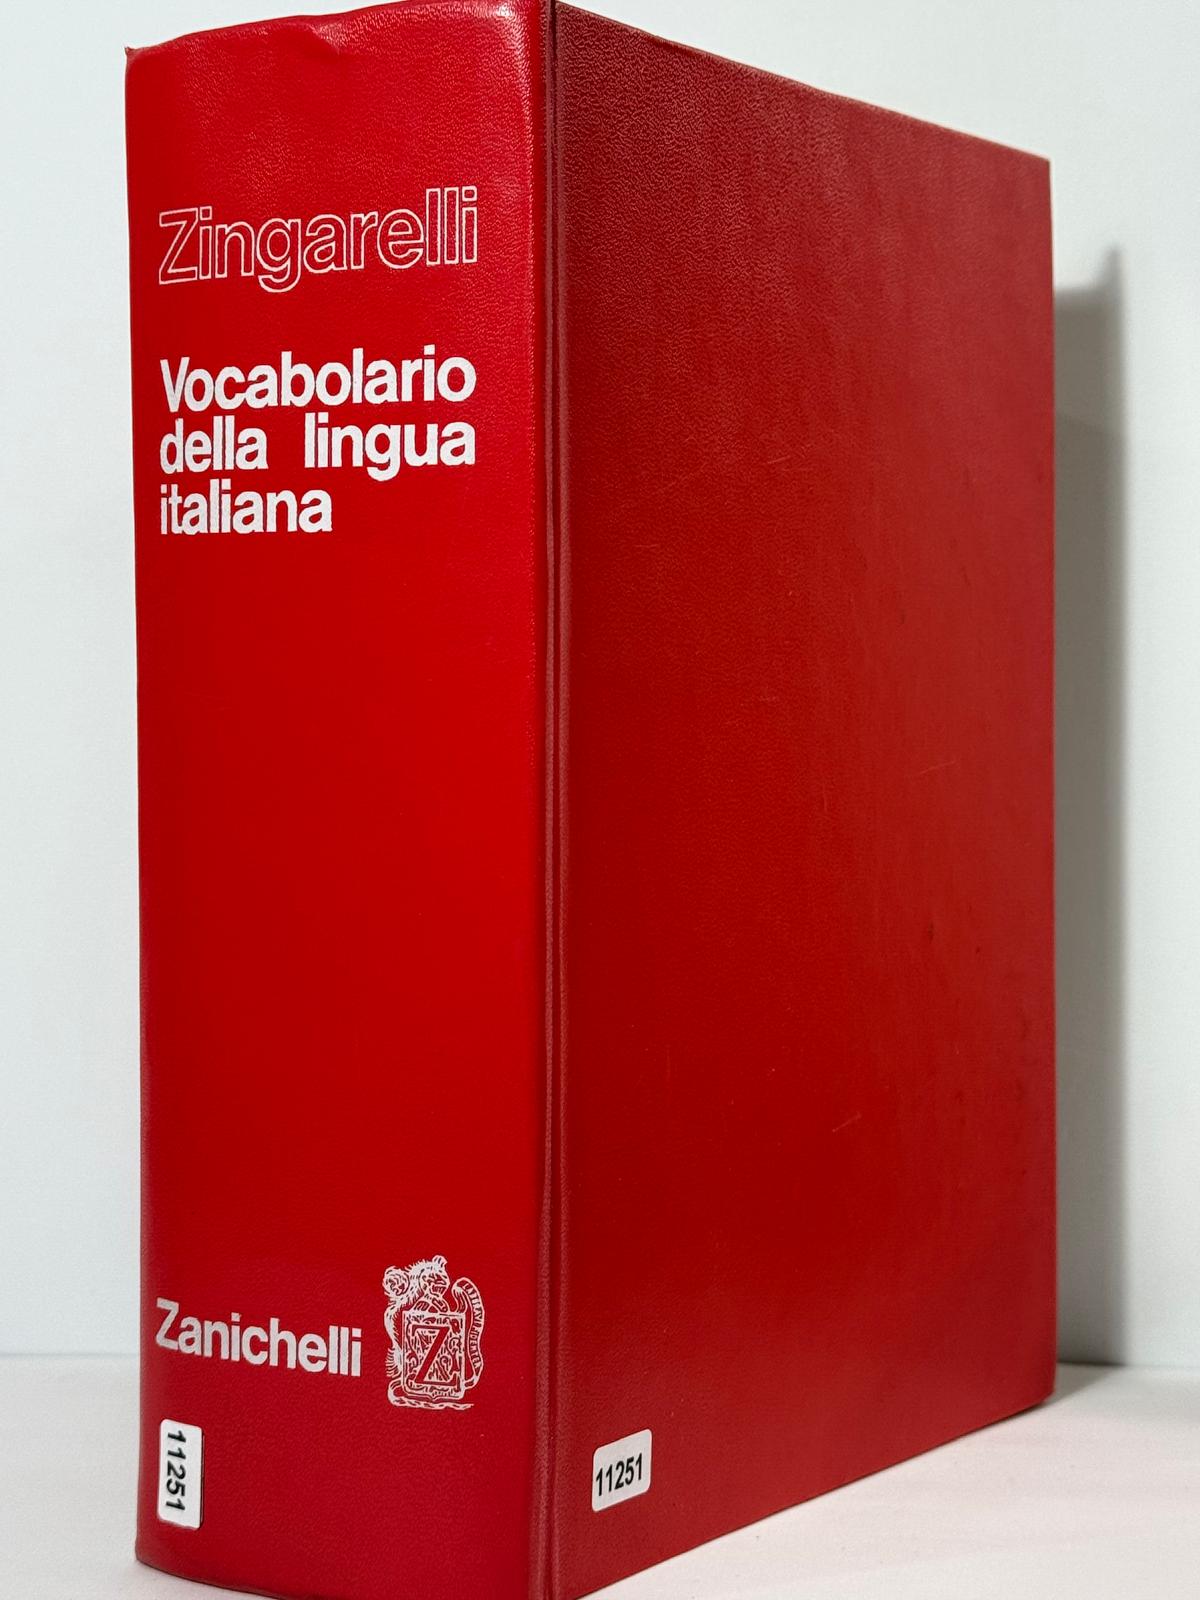 Zingarelli
Vocabolario
della lingua
italiana
Zanichelli
Z
11251
11251